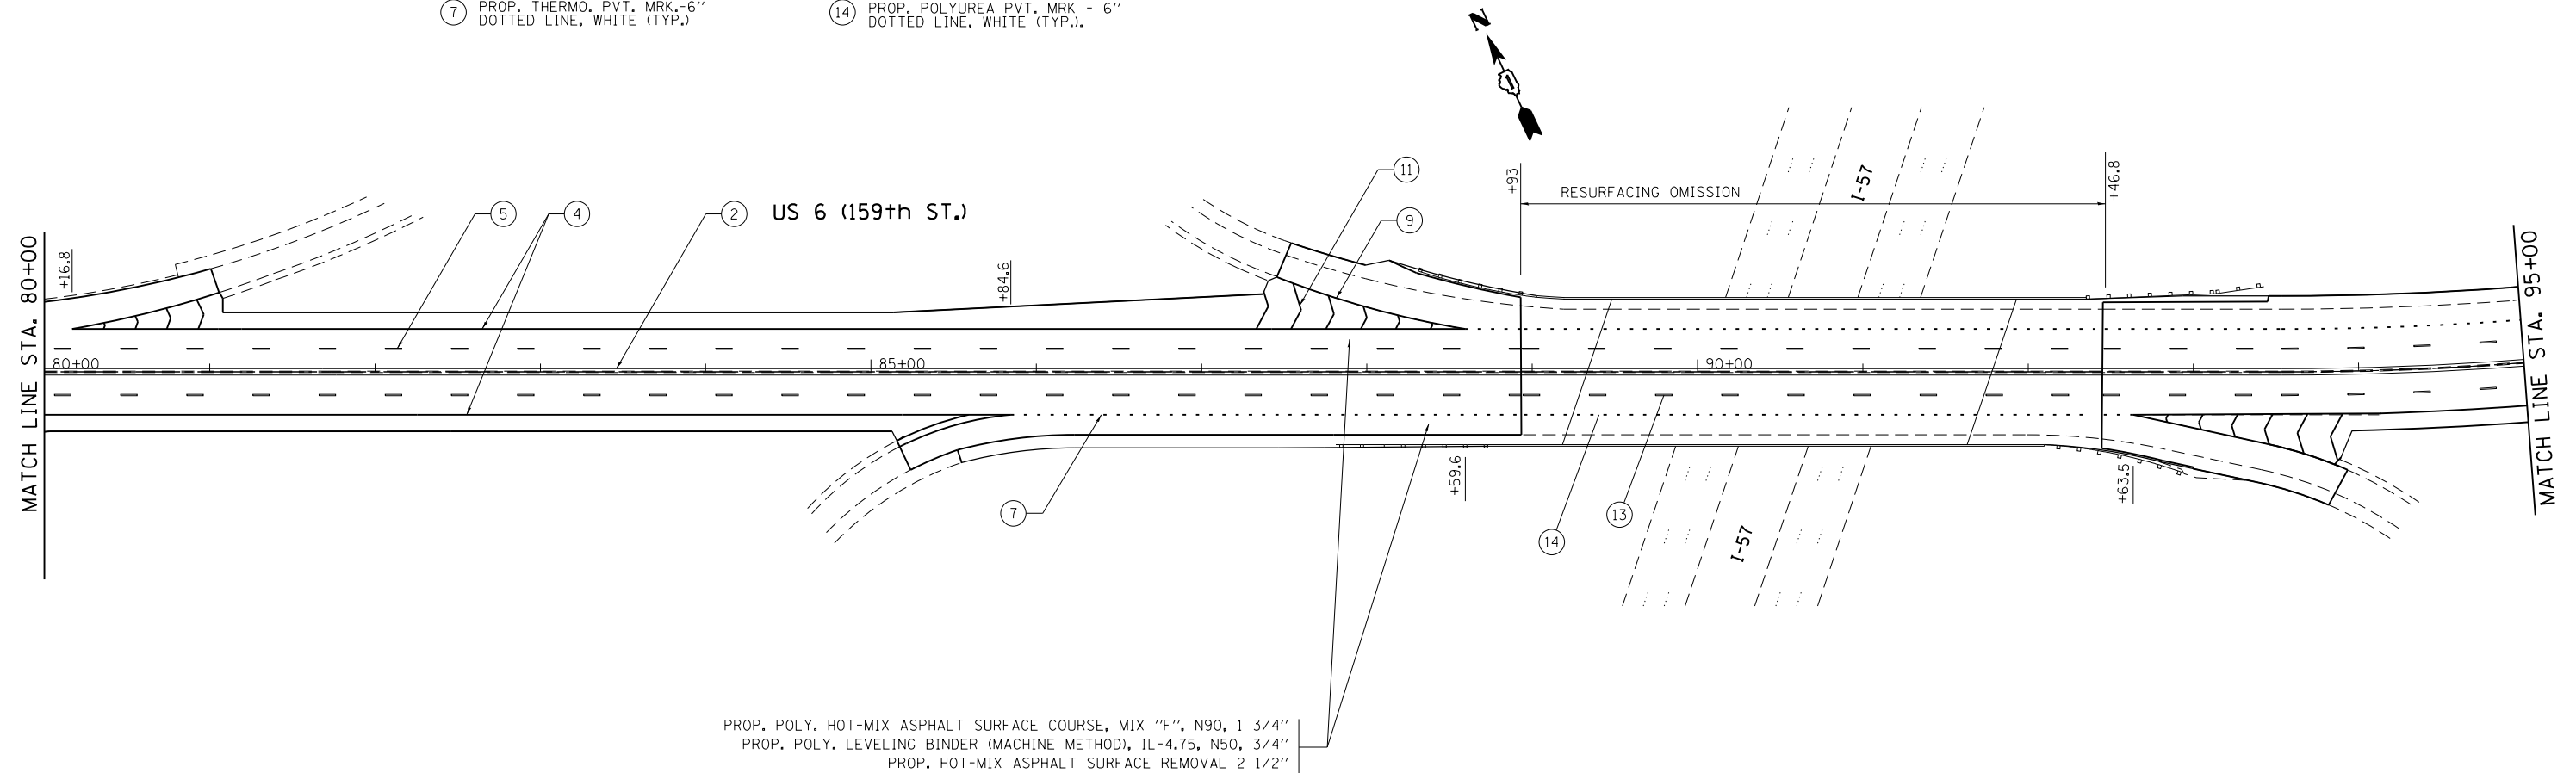 7 PROP. THERMO. PVT. MRK.-6"
DOTTED LINE, WHITE (TYP.)
14 PROP. POLYUREA PVT. MRK - 6"
DOTTED LINE, WHITE (TYP.).
N
11
+93
RESURFACING OMISSION
+46.8
I-57
5
4
2
US 6 (159th ST.)
9
MATCH LINE STA. 80+00
+16.8
+84.6
MATCH LINE STA. 95+00
80+00
85+00
90+00
+59.6
+63.5
7
13
14
I-57
PROP. POLY. HOT-MIX ASPHALT SURFACE COURSE, MIX "F", N90, 1 3/4"
PROP. POLY. LEVELING BINDER (MACHINE METHOD), IL-4.75, N50, 3/4"
PROP. HOT-MIX ASPHALT SURFACE REMOVAL 2 1/2"